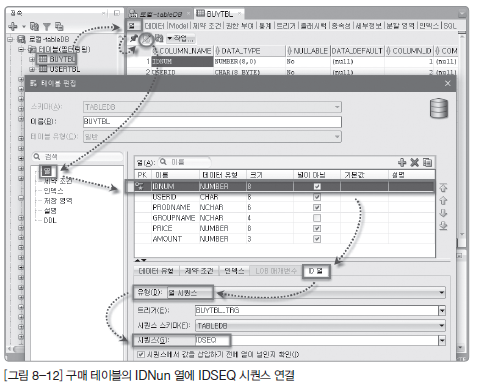 접속
로컬-tableDB
BUYTBL
로컬-tableDB
열 데이터 Model 제약 조건 권한 부여 통계 트리거 플래시백 종속성 세부정보 분할 영역 인덱스 SQL
테이블(필터링됨)
작업...
BUYTBL
COLUMN_NAME DATA_TYPE NULLABLE DATA_DEFAULT COLUMN_ID COM
USERTBL
1 IDNUM NUMBER(8,0) No (null) 1 (null)
2 USERID CHAR(8 BYTE) No (null) 2 (null)
테이블 편집
스키마(A): TABLEDB
이름(B): BUYTBL
테이블 유형(C): 일반
검색
열(A): 이름
열
PK 이름 데이터 유형 크기 널이 아님 기본값 설명
제약 조건
IDNUM NUMBER 8
인덱스
USERID CHAR 8
저장 영역
PRODNAME NCHAR 6
설명
GROUPNAME NCHAR 4
DDL
PRICE NUMBER 8
AMOUNT NUMBER 3
데이터 유형 제약 조건 인덱스 LOB 매개변수 ID 열
유형(D): 열 시퀀스
트리거(E): BUYTBL_TRG
시퀀스 스키마(F): TABLEDB
시퀀스(G): IDSEQ
시퀀스에서 값을 삽입하기 전에 열이 널인지 확인(I)
[그림 8-12] 구매 테이블의 IDNun 열에 IDSEQ 시퀀스 연결